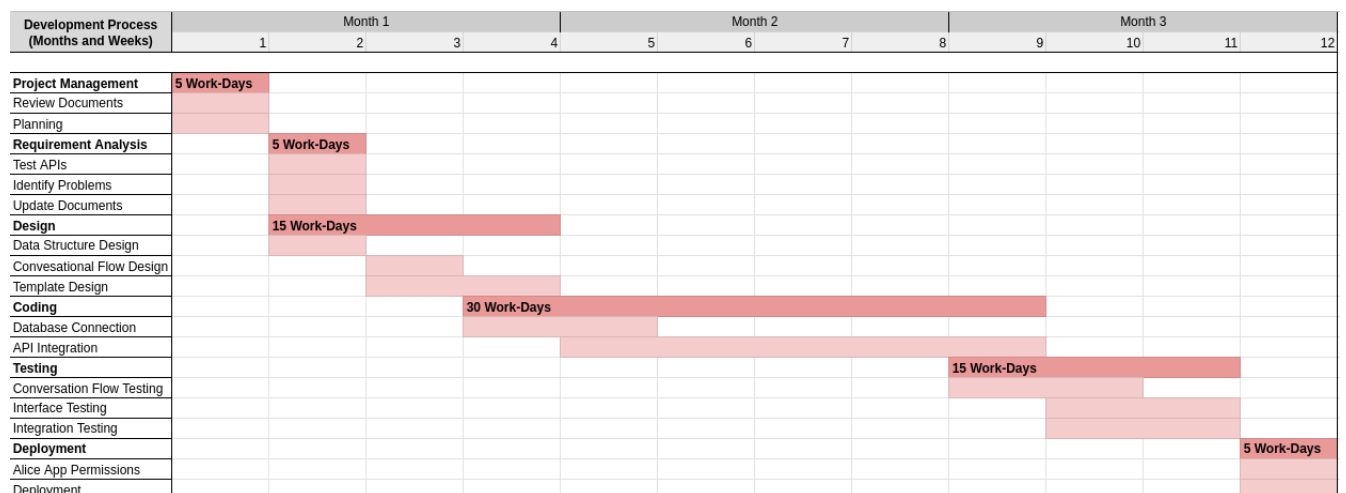 Development Process
(Months and Weeks)
Month 1 Month 2 Month 3
1 2 3 4 5 6 7 8 9 10 11 12
Project Management 5 Work-Days
Review Documents
Planning
Requirement Analysis 5 Work-Days
Test APIs
Identify Problems
Update Documents
Design 15 Work-Days
Data Structure Design
Convesational Flow Design
Template Design
Coding 30 Work-Days
Database Connection
API Integration
Testing 15 Work-Days
Conversation Flow Testing
Interface Testing
Integration Testing
Deployment 5 Work-Days
Alice App Permissions
Deployment